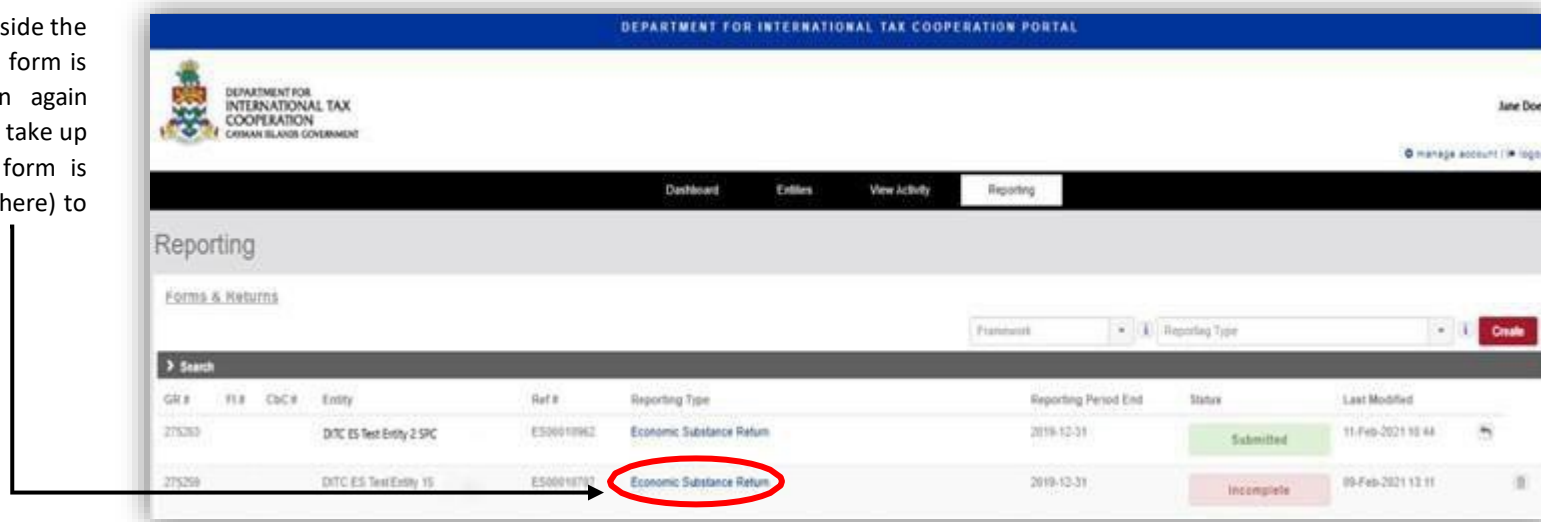 side the
form is
n again
take up
form is
here) to
DEPARTMENT FOR INTERNATIONAL TAX COOPERATION PORTAL
DEPARTMENT FOR
INTERNATIONAL TAX
COOPERATION
CAYMAN ISLANDS GOVERNMENT
Jane Doe
manage account | logo
Dashboard Entities View Activity Reporting
Reporting
Forms & Returns
Framework i Reporting Type i Create
> Search
GR # FI # CbC # Entity Ref # Reporting Type Reporting Period End Status Last Modified
275263 DITC ES Test Entity 2 SPC ES00010962 Economic Substance Return 2019-12-31 Submitted 11-Feb-2021 10:44
275259 DITC ES Test Entity 15 Economic Substance Return 2019-12-31 Incomplete 09-Feb-2021 13:11